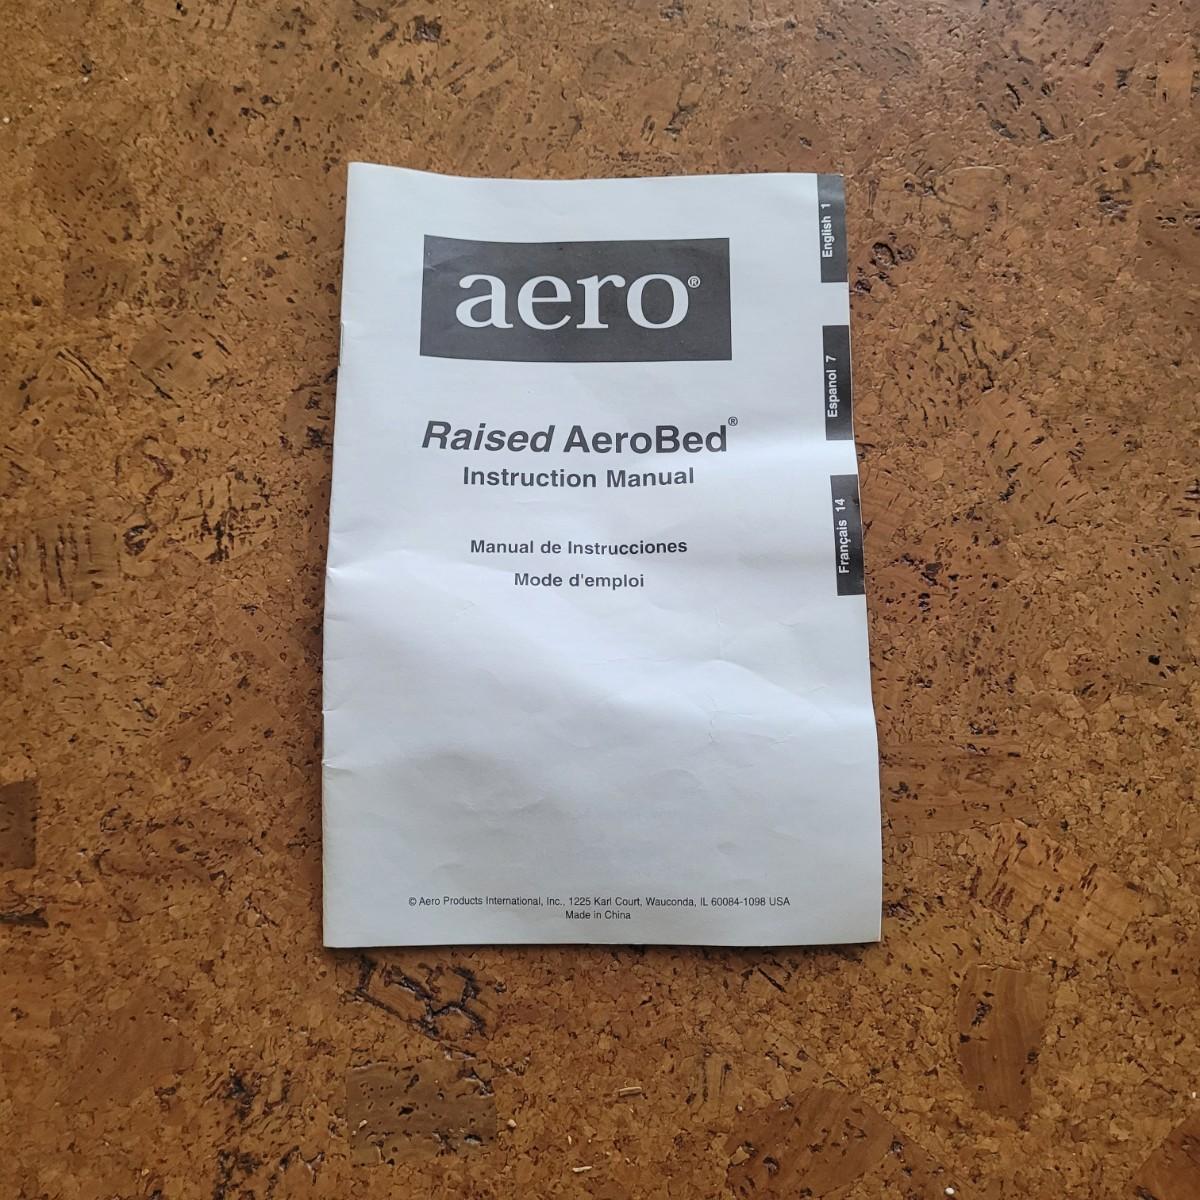 aero®
Raised AeroBed®
Instruction Manual
Manual de Instrucciones
Mode d'emploi
© Aero Products International, Inc., 1225 Karl Court, Wauconda, IL 60084-1098 USA
Made in China
English 1
Espanol 7
Français 14